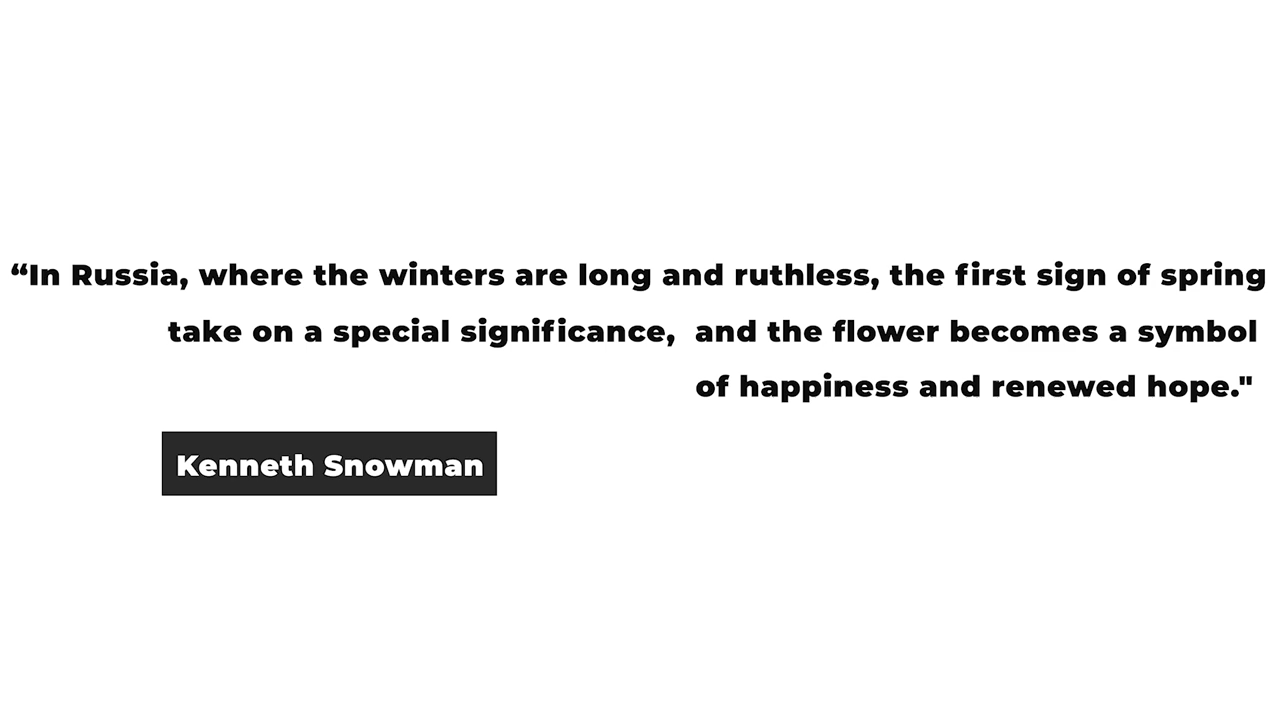 “In Russia, where the winters are long and ruthless, the first sign of spring
take on a special significance,  and the flower becomes a symbol
of happiness and renewed hope."
Kenneth Snowman